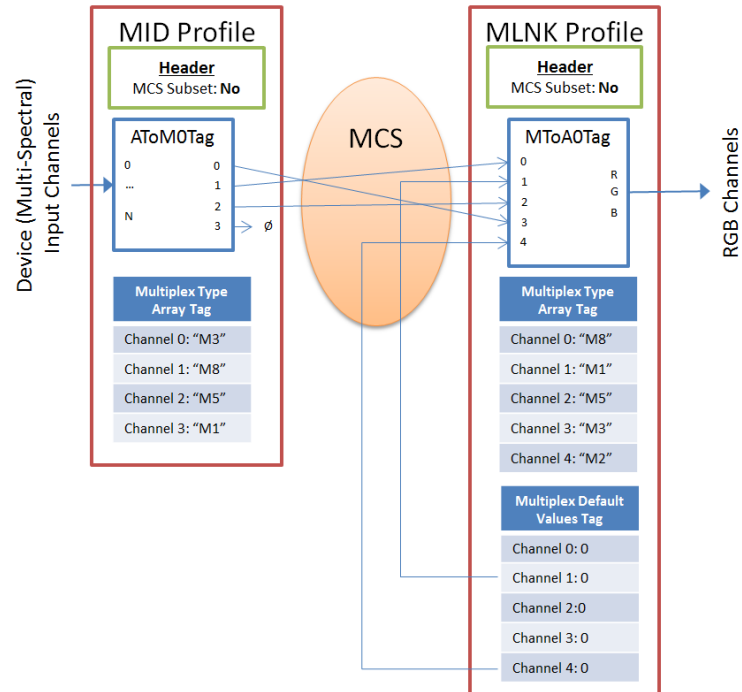 MID Profile
Header
MCS Subset: No
AToM0Tag
0
...
N
0
1
2
3
Ø
Device (Multi-Spectral)
Input Channels
Multiplex Type
Array Tag
Channel 0: “M3”
Channel 1: “M8”
Channel 2: “M5”
Channel 3: “M1”
MCS
MLNK Profile
Header
MCS Subset: No
MToA0Tag
0
1
2
3
4
R
G
B
RGB Channels
Multiplex Type
Array Tag
Channel 0: “M8”
Channel 1: “M1”
Channel 2: “M5”
Channel 3: “M3”
Channel 4: “M2”
Multiplex Default
Values Tag
Channel 0: 0
Channel 1: 0
Channel 2:0
Channel 3: 0
Channel 4: 0